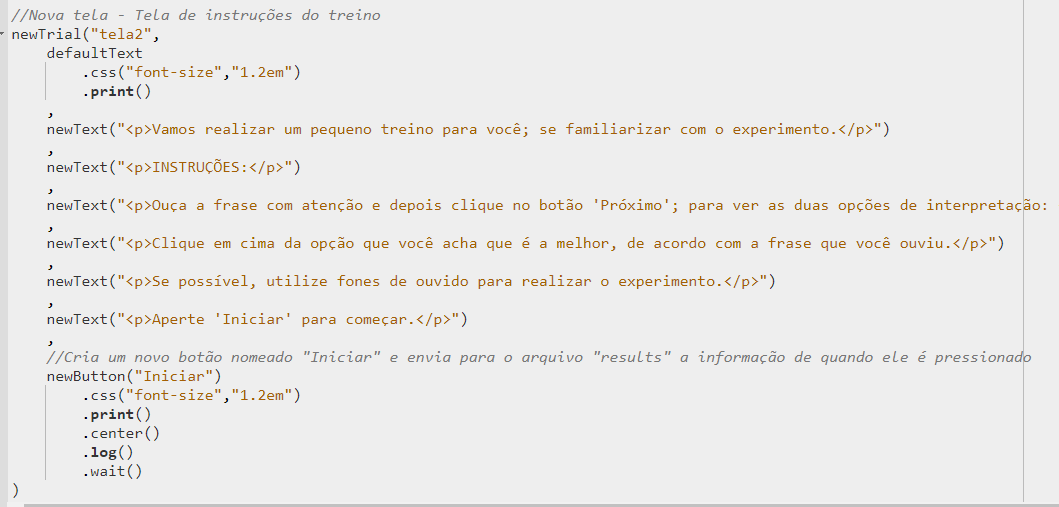 //Nova tela - Tela de instruções do treino
newTrial("tela2",
    defaultText
        .css("font-size","1.2em")
        .print()
    ,
    newText("<p>Vamos realizar um pequeno treino para você; se familiarizar com o experimento.</p>")
    ,
    newText("<p>INSTRUÇÕES:</p>")
    ,
    newText("<p>Ouça a frase com atenção e depois clique no botão 'Próximo'; para ver as duas opções de interpretação:
    ,
    newText("<p>Clique em cima da opção que você acha que é a melhor, de acordo com a frase que você ouviu.</p>")
    ,
    newText("<p>Se possível, utilize fones de ouvido para realizar o experimento.</p>")
    ,
    newText("<p>Aperte 'Iniciar' para começar.</p>")
    ,
    //Cria um novo botão nomeado "Iniciar" e envia para o arquivo "results" a informação de quando ele é pressionado
    newButton("Iniciar")
        .css("font-size","1.2em")
        .print()
        .center()
        .log()
        .wait()
)